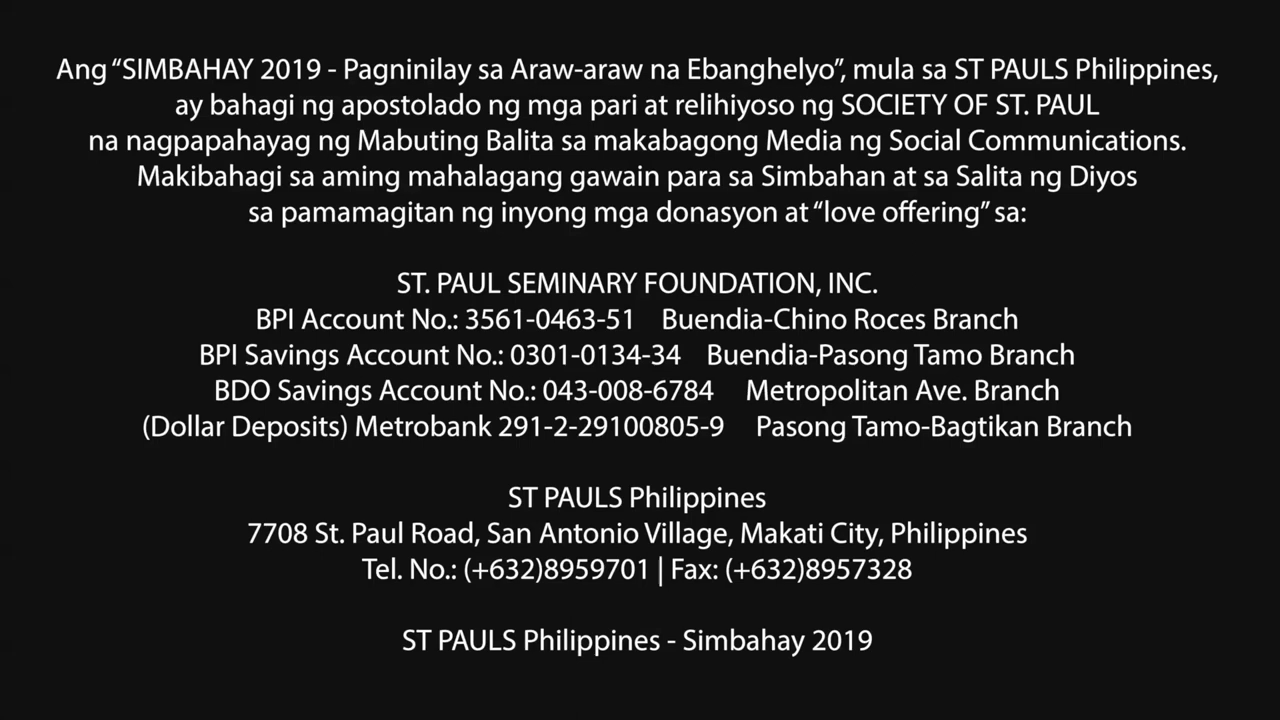 Ang “SIMBAHAY 2019 - Pagninilay sa Araw-araw na Ebanghelyo”, mula sa ST PAULS Philippines,
ay bahagi ng apostolado ng mga pari at relihiyoso ng SOCIETY OF ST. PAUL
na nagpapahayag ng Mabuting Balita sa makabagong Media ng Social Communications.
Makibahagi sa aming mahalagang gawain para sa Simbahan at sa Salita ng Diyos
sa pamamagitan ng inyong mga donasyon at “love offering” sa:
ST. PAUL SEMINARY FOUNDATION, INC.
BPI Account No.: 3561-0463-51 Buendia-Chino Roces Branch
BPI Savings Account No.: 0301-0134-34 Buendia-Pasong Tamo Branch
BDO Savings Account No.: 043-008-6784 Metropolitan Ave. Branch
(Dollar Deposits) Metrobank 291-2-29100805-9 Pasong Tamo-Bagtikan Branch
ST PAULS Philippines
7708 St. Paul Road, San Antonio Village, Makati City, Philippines
Tel. No.: (+632)8959701 | Fax: (+632)8957328
ST PAULS Philippines - Simbahay 2019